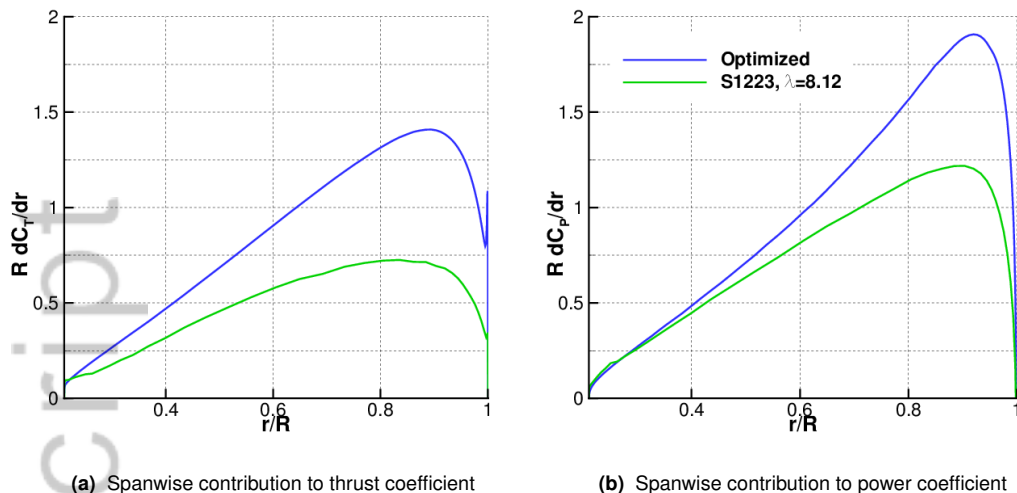 2
1.5
1
0.5
0
R dC_T/dr
0.4
0.6
0.8
1
r/R
2
1.5
1
0.5
0
R dC_P/dr
Optimized
S1223, λ=8.12
0.4
0.6
0.8
1
r/R
cript
(a) Spanwise contribution to thrust coefficient
(b) Spanwise contribution to power coefficient